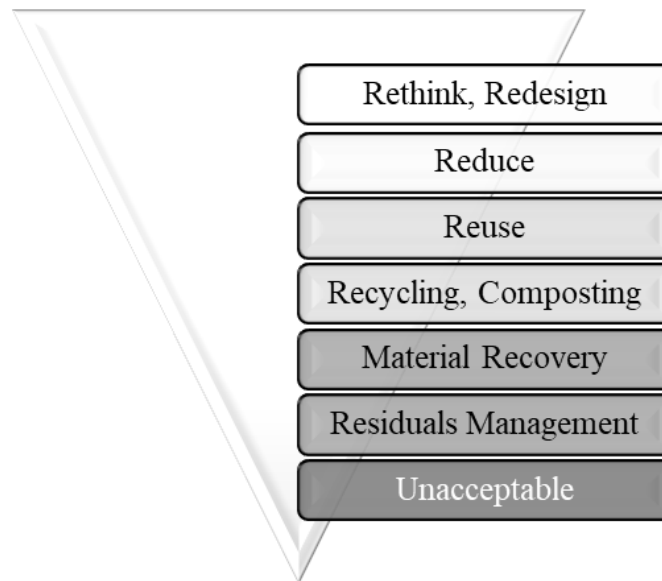 Rethink, Redesign
Reduce
Reuse
Recycling, Composting
Material Recovery
Residuals Management
Unacceptable